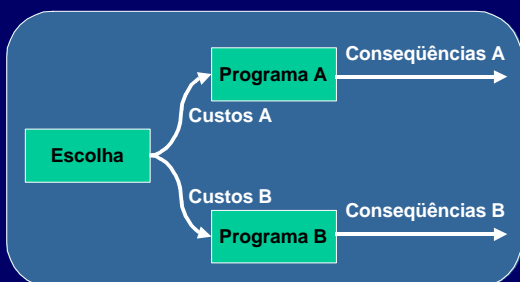 Conseqüências A
Programa A
Custos A
Escolha
Custos B
Conseqüências B
Programa B